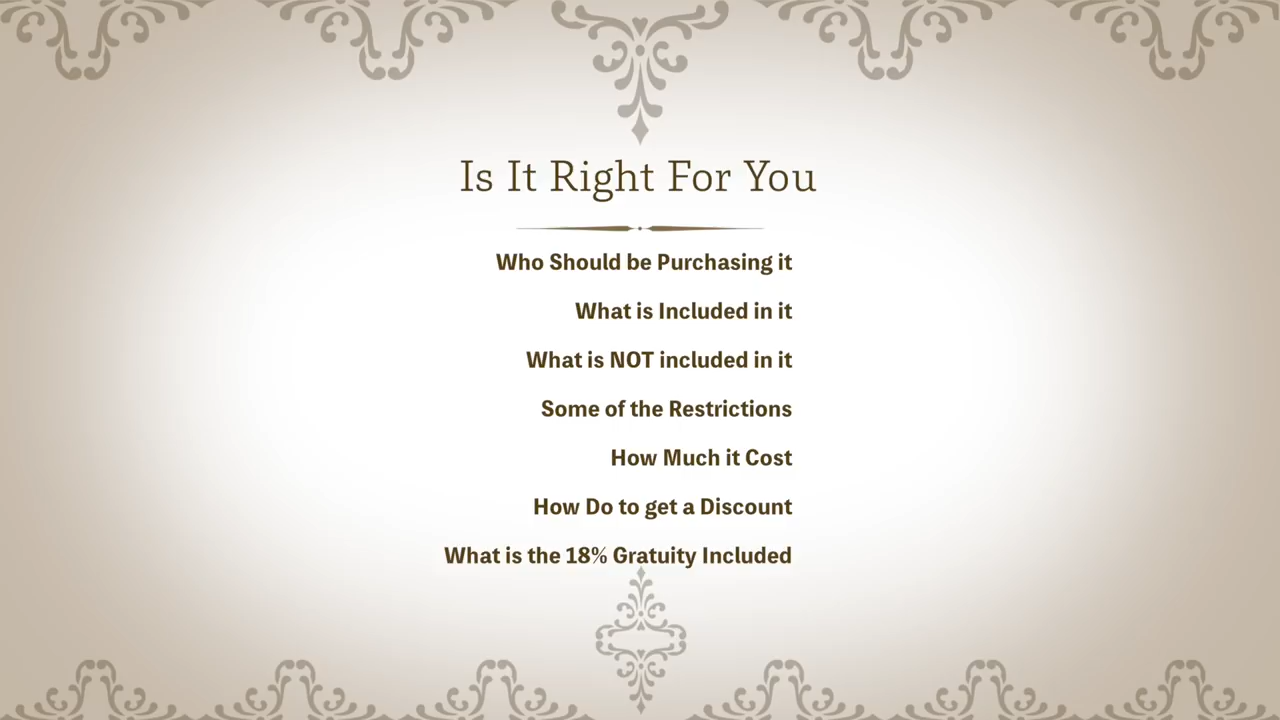 Is It Right For You
Who Should be Purchasing it
What is Included in it
What is NOT included in it
Some of the Restrictions
How Much it Cost
How Do to get a Discount
What is the 18% Gratuity Included